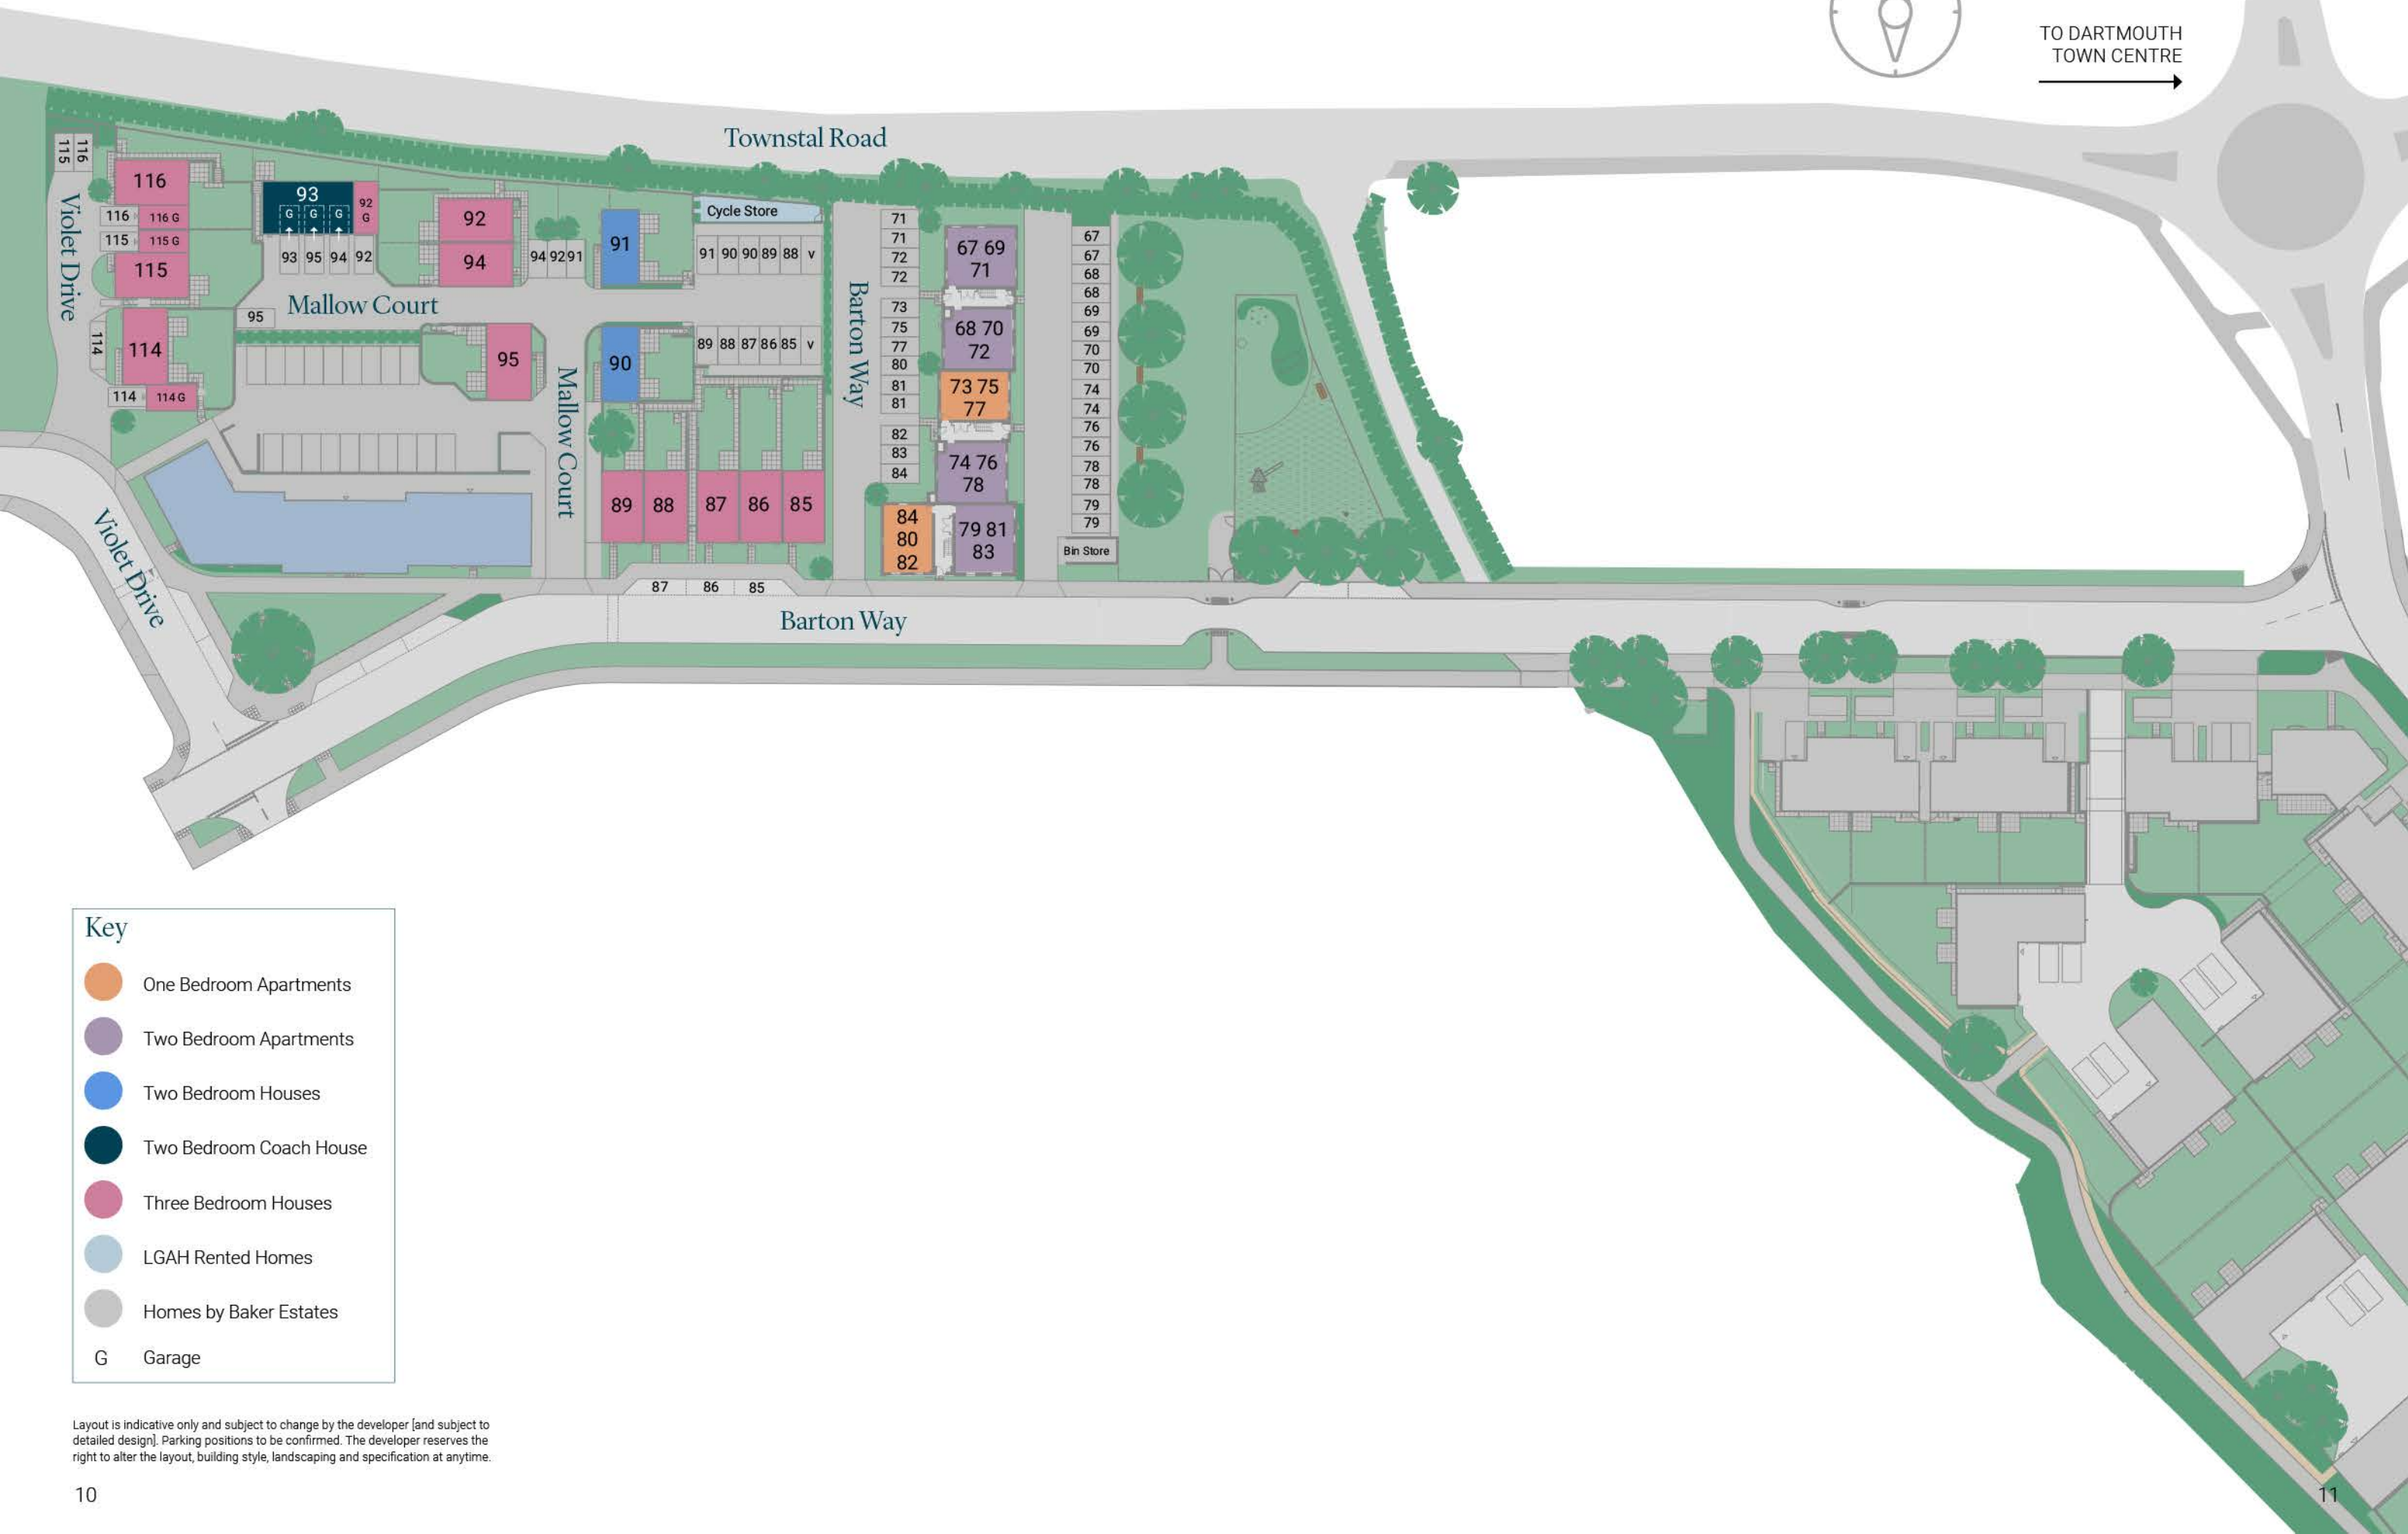 TO DARTMOUTH
TOWN CENTRE
Townstal Road
115
116
Violet Drive
116
116
116 G
115
115 G
115
114
114
114
114 G
93
G
G
G
92
G
93
95
94
92
92
94
94
92
91
91
Cycle Store
91
90
90
89
88
v
95
Mallow Court
95
Mallow Court
90
89
88
87
86
85
v
Barton Way
89
88
87
86
85
71
71
72
72
73
75
77
80
81
81
82
83
84
67 69
71
68 70
72
73 75
77
74 76
78
84
80
82
79 81
83
67
67
68
68
69
69
70
70
74
74
76
76
78
78
79
79
Bin Store
87
86
85
Barton Way
Violet Drive
Key
One Bedroom Apartments
Two Bedroom Apartments
Two Bedroom Houses
Two Bedroom Coach House
Three Bedroom Houses
LGAH Rented Homes
Homes by Baker Estates
G Garage
Layout is indicative only and subject to change by the developer [and subject to
detailed design]. Parking positions to be confirmed. The developer reserves the
right to alter the layout, building style, landscaping and specification at anytime.
10
11